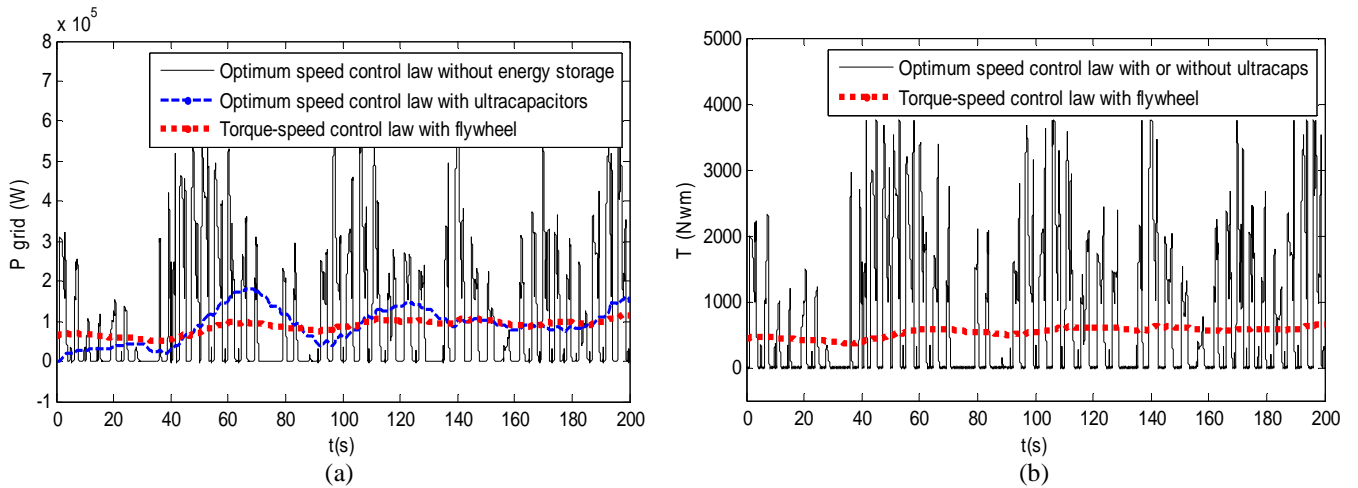 x 10^5
8
7
6
5
4
3
2
1
0
-1
P grid (W)
Optimum speed control law without energy storage
Optimum speed control law with ultracapacitors
Torque-speed control law with flywheel
0 20 40 60 80 100 120 140 160 180 200
t(s)
(a)
5000
4000
3000
2000
1000
0
T (Nwm)
Optimum speed control law with or without ultracaps
Torque-speed control law with flywheel
0 20 40 60 80 100 120 140 160 180 200
t(s)
(b)